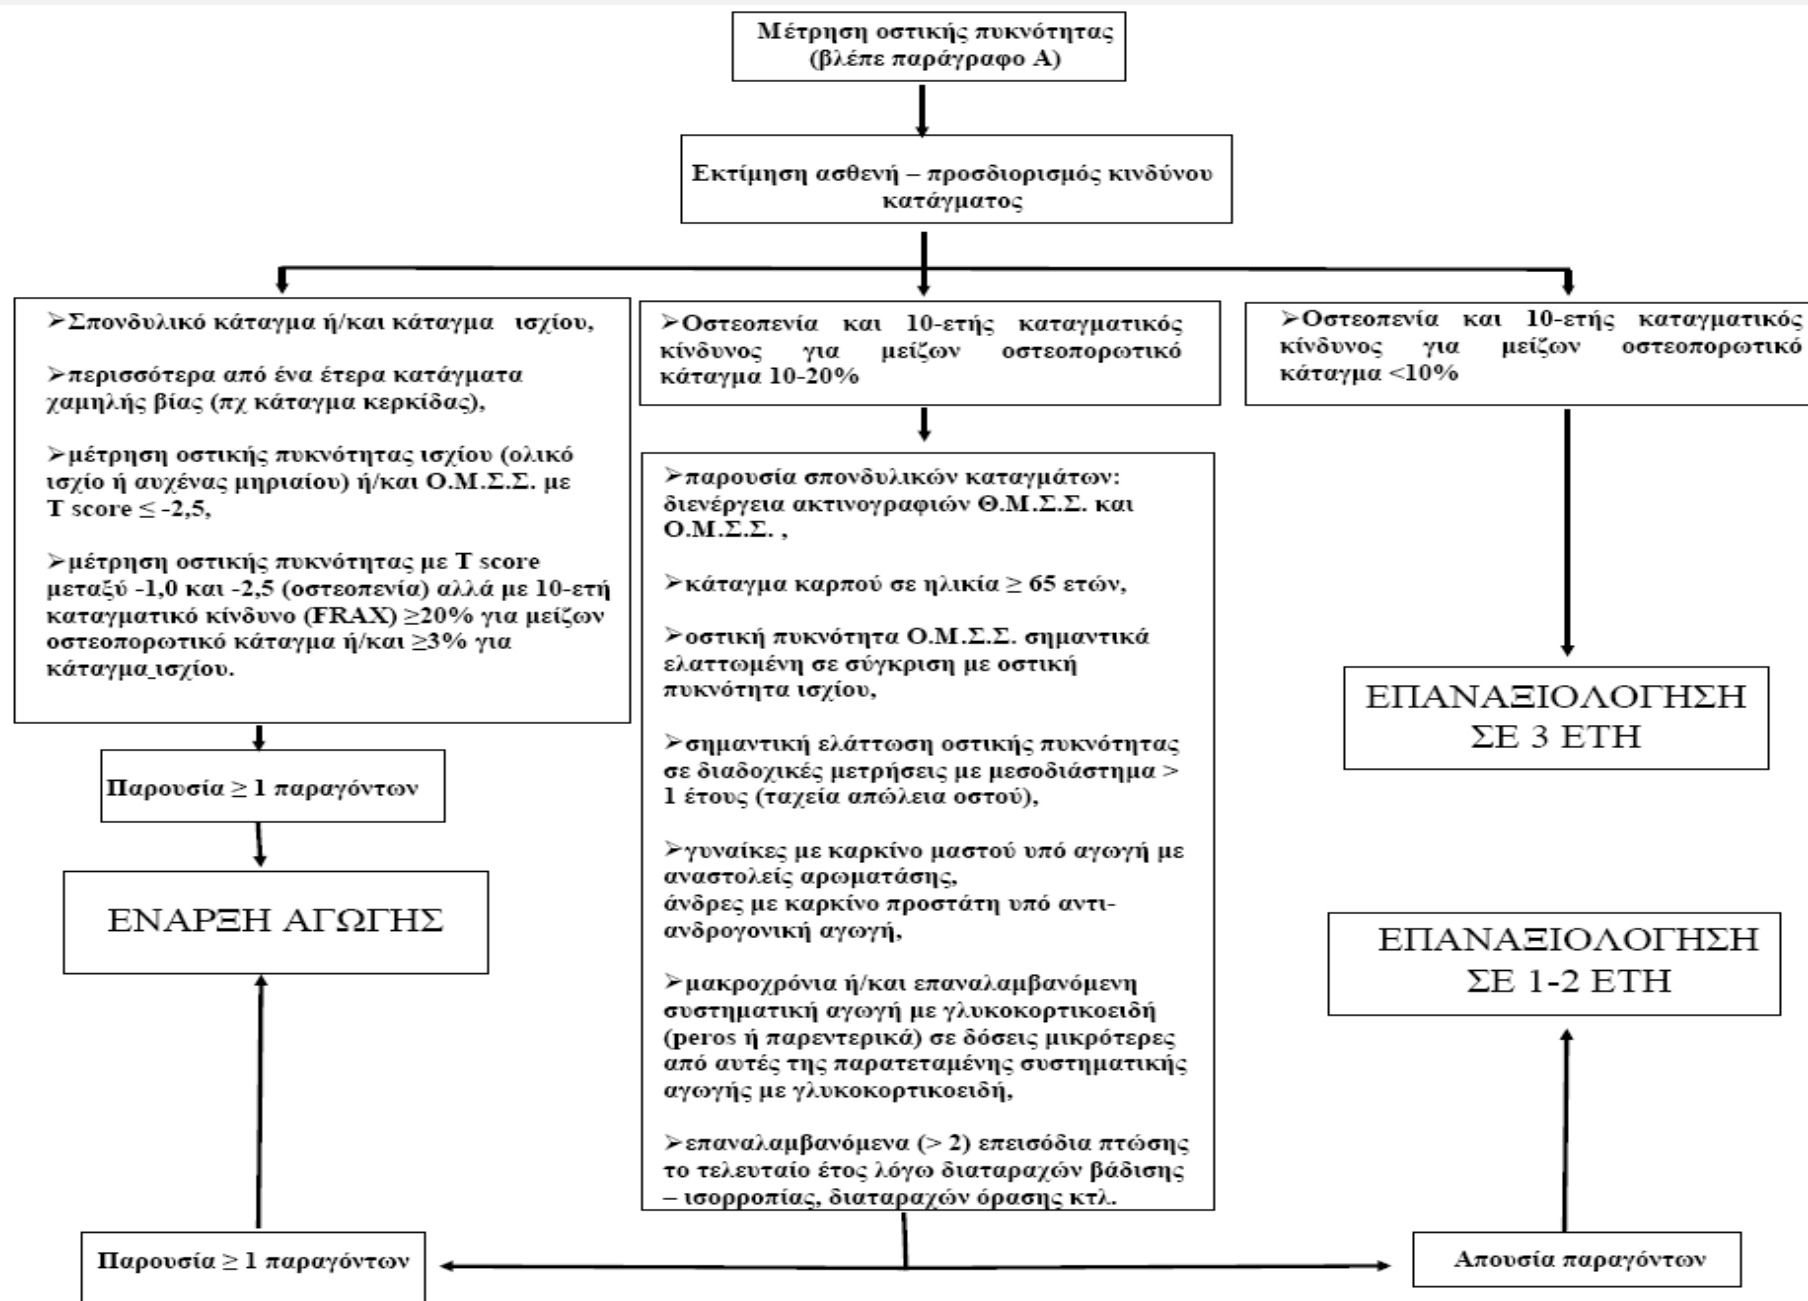 Μέτρηση οστικής πυκνότητας
(βλέπε παράγραφο Α)
Εκτίμηση ασθενή – προσδιορισμός κινδύνου
κατάγματος
➢Σπονδυλικό κάταγμα ή/και κάταγμα ισχίου,
➢περισσότερα από ένα έτερα κατάγματα
χαμηλής βίας (πχ κάταγμα κερκίδας),
➢μέτρηση οστικής πυκνότητας ισχίου (ολικό
ισχίο ή αυχένας μηριαίου) ή/και Ο.Μ.Σ.Σ. με
T score ≤ -2,5,
➢μέτρηση οστικής πυκνότητας με T score
μεταξύ -1,0 και -2,5 (οστεοπενία) αλλά με 10-ετή
καταγματικό κίνδυνο (FRAX) ≥20% για μείζων
οστεοπορωτικό κάταγμα ή/και ≥3% για
κάταγμα ισχίου.
Παρουσία ≥ 1 παραγόντων
ΕΝΑΡΞΗ ΑΓΩΓΗΣ
Παρουσία ≥ 1 παραγόντων
➢Οστεοπενία και 10-ετής καταγματικός
κίνδυνος για μείζων οστεοπορωτικό
κάταγμα 10-20%
➢παρουσία σπονδυλικών καταγμάτων:
διενέργεια ακτινογραφιών Θ.Μ.Σ.Σ. και
Ο.Μ.Σ.Σ. ,
➢κάταγμα καρπού σε ηλικία ≥ 65 ετών,
➢οστική πυκνότητα Ο.Μ.Σ.Σ. σημαντικά
ελαττωμένη σε σύγκριση με οστική
πυκνότητα ισχίου,
➢σημαντική ελάττωση οστικής πυκνότητας
σε διαδοχικές μετρήσεις με μεσοδιάστημα >
1 έτους (ταχεία απώλεια οστού),
➢γυναίκες με καρκίνο μαστού υπό αγωγή με
αναστολείς αρωματάσης,
άνδρες με καρκίνο προστάτη υπό αντι-
ανδρογονική αγωγή,
➢μακροχρόνια ή/και επαναλαμβανόμενη
συστηματική αγωγή με γλυκοκορτικοειδή
(peros ή παρεντερικά) σε δόσεις μικρότερες
από αυτές της παρατεταμένης συστηματικής
αγωγής με γλυκοκορτικοειδή,
➢επαναλαμβανόμενα (> 2) επεισόδια πτώσης
το τελευταίο έτος λόγω διαταραχών βάδισης
– ισορροπίας, διαταραχών όρασης κτλ.
➢Οστεοπενία και 10-ετής καταγματικός
κίνδυνος για μείζων οστεοπορωτικό
κάταγμα <10%
ΕΠΑΝΑΞΙΟΛΟΓΗΣΗ
ΣΕ 3 ΕΤΗ
ΕΠΑΝΑΞΙΟΛΟΓΗΣΗ
ΣΕ 1-2 ΕΤΗ
Απουσία παραγόντων